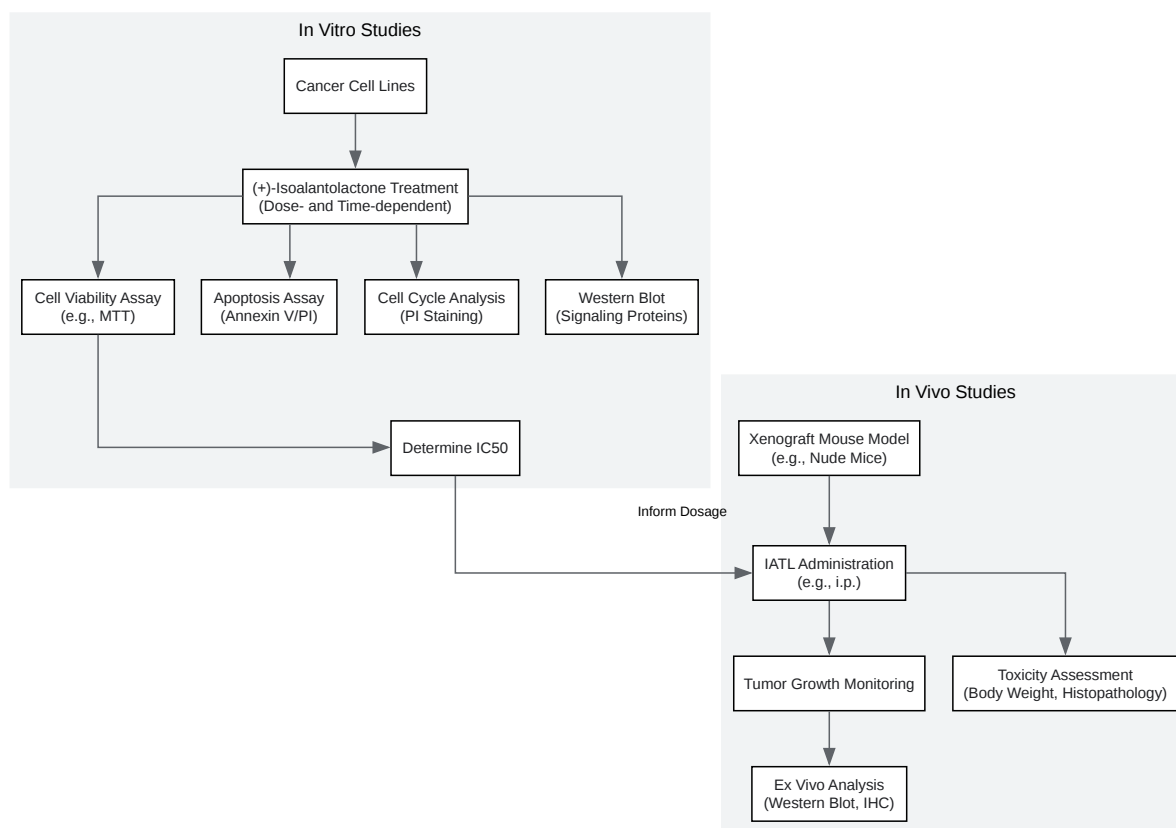 In Vitro Studies
Cancer Cell Lines
(+)-Isoalantolactone Treatment
(Dose- and Time-dependent)
Cell Viability Assay
(e.g., MTT)
Apoptosis Assay
(Annexin V/PI)
Cell Cycle Analysis
(PI Staining)
Western Blot
(Signaling Proteins)
Determine IC50
Inform Dosage
In Vivo Studies
Xenograft Mouse Model
(e.g., Nude Mice)
IATL Administration
(e.g., i.p.)
Tumor Growth Monitoring
Toxicity Assessment
(Body Weight, Histopathology)
Ex Vivo Analysis
(Western Blot, IHC)